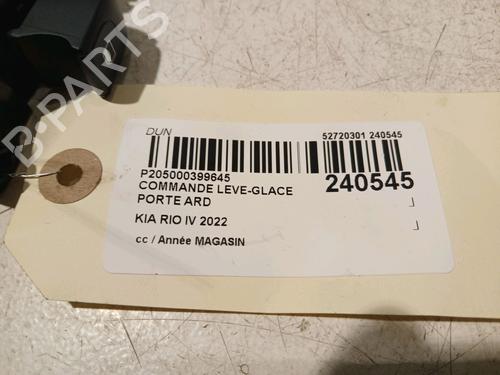 DUN
52720301 240545
P205000399645
240545
COMMANDE LEVE-GLACE
PORTE ARD
KIA RIO IV 2022
cc / Année MAGASIN
B-PARTS